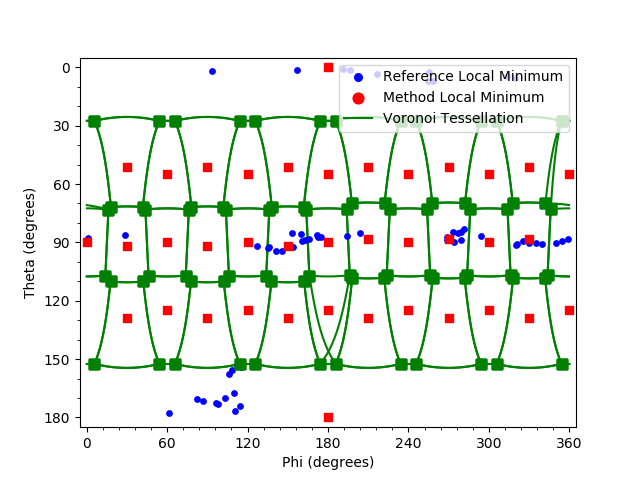 Reference Local Minimum
Method Local Minimum
Voronoi Tessellation
Theta (degrees)
0
30
60
90
120
150
180
0 60 120 180 240 300 360
Phi (degrees)